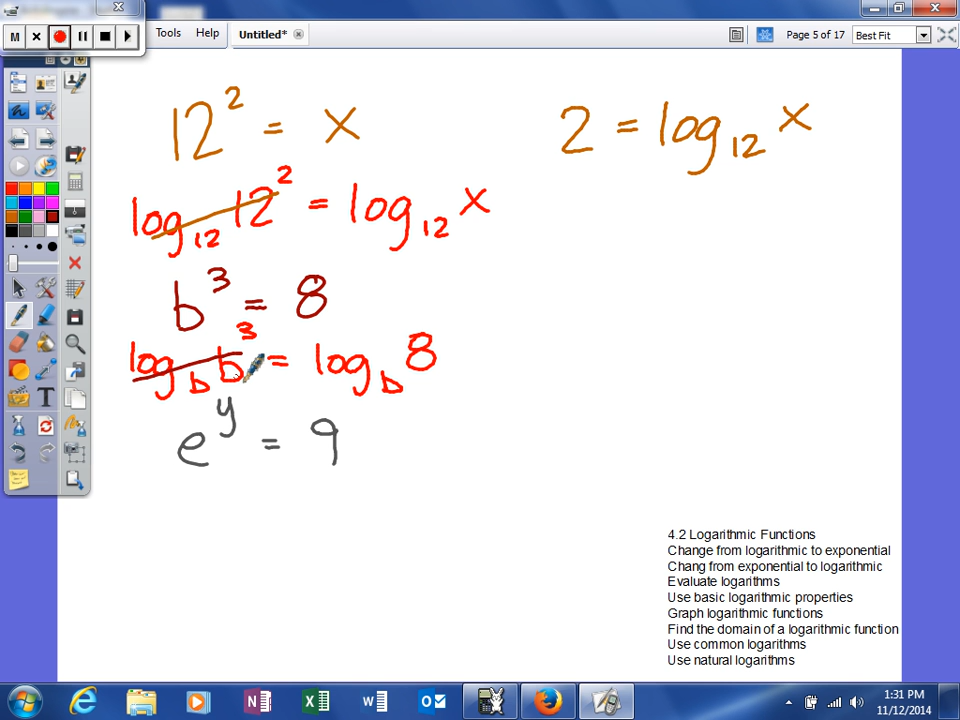 M
Tools Help Untitled* Page 5 of 17 Best Fit
12² = x 2 = log₁₂ x
log₁₂ 12² = log₁₂ x
b³ = 8
log_b b³ = log_b 8
e^y = 9
4.2 Logarithmic Functions
Change from logarithmic to exponential
Chang from exponential to logarithmic
Evaluate logarithms
Use basic logarithmic properties
Graph logarithmic functions
Find the domain of a logarithmic function
Use common logarithms
Use natural logarithms
1:31 PM
11/12/2014